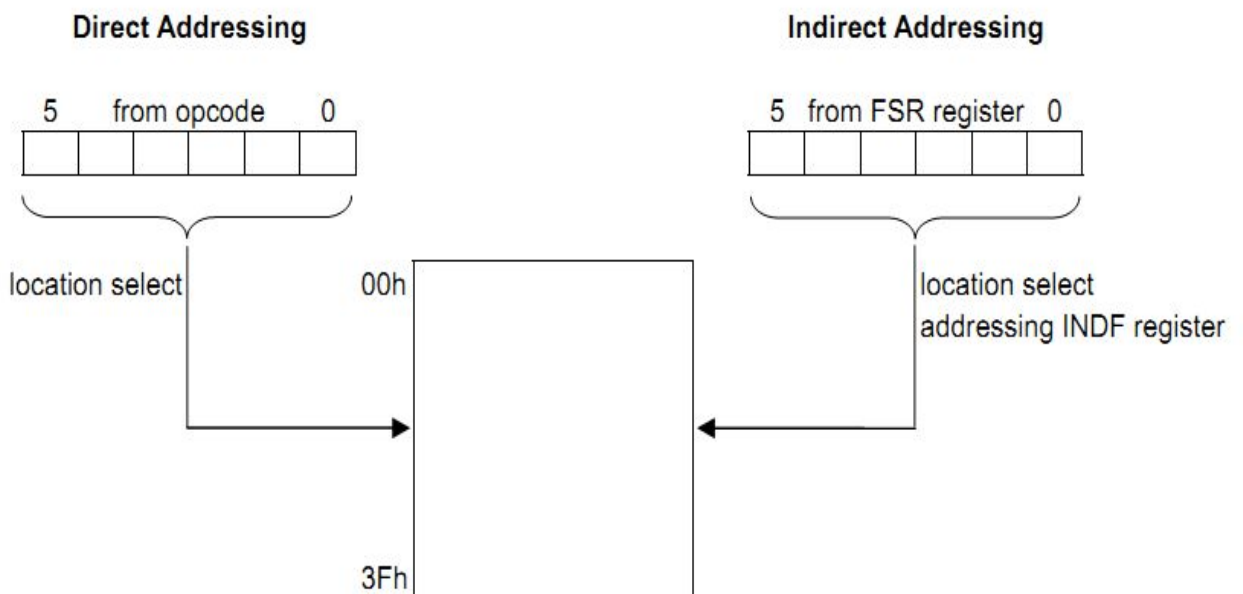 Direct Addressing
Indirect Addressing
5 from opcode 0
5 from FSR register 0
location select
00h
location select
addressing INDF register
3Fh